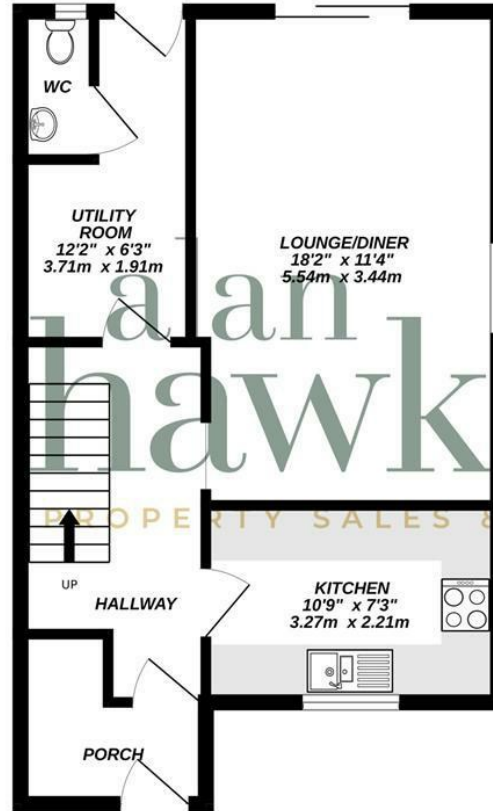 WC
UTILITY
ROOM
12'2" x 6'3"
3.71m x 1.91m
LOUNGE/DINER
18'2" x 11'4"
5.54m x 3.44m
alan
hawk
PROPERTY SALES &
UP
HALLWAY
KITCHEN
10'9" x 7'3"
3.27m x 2.21m
PORCH